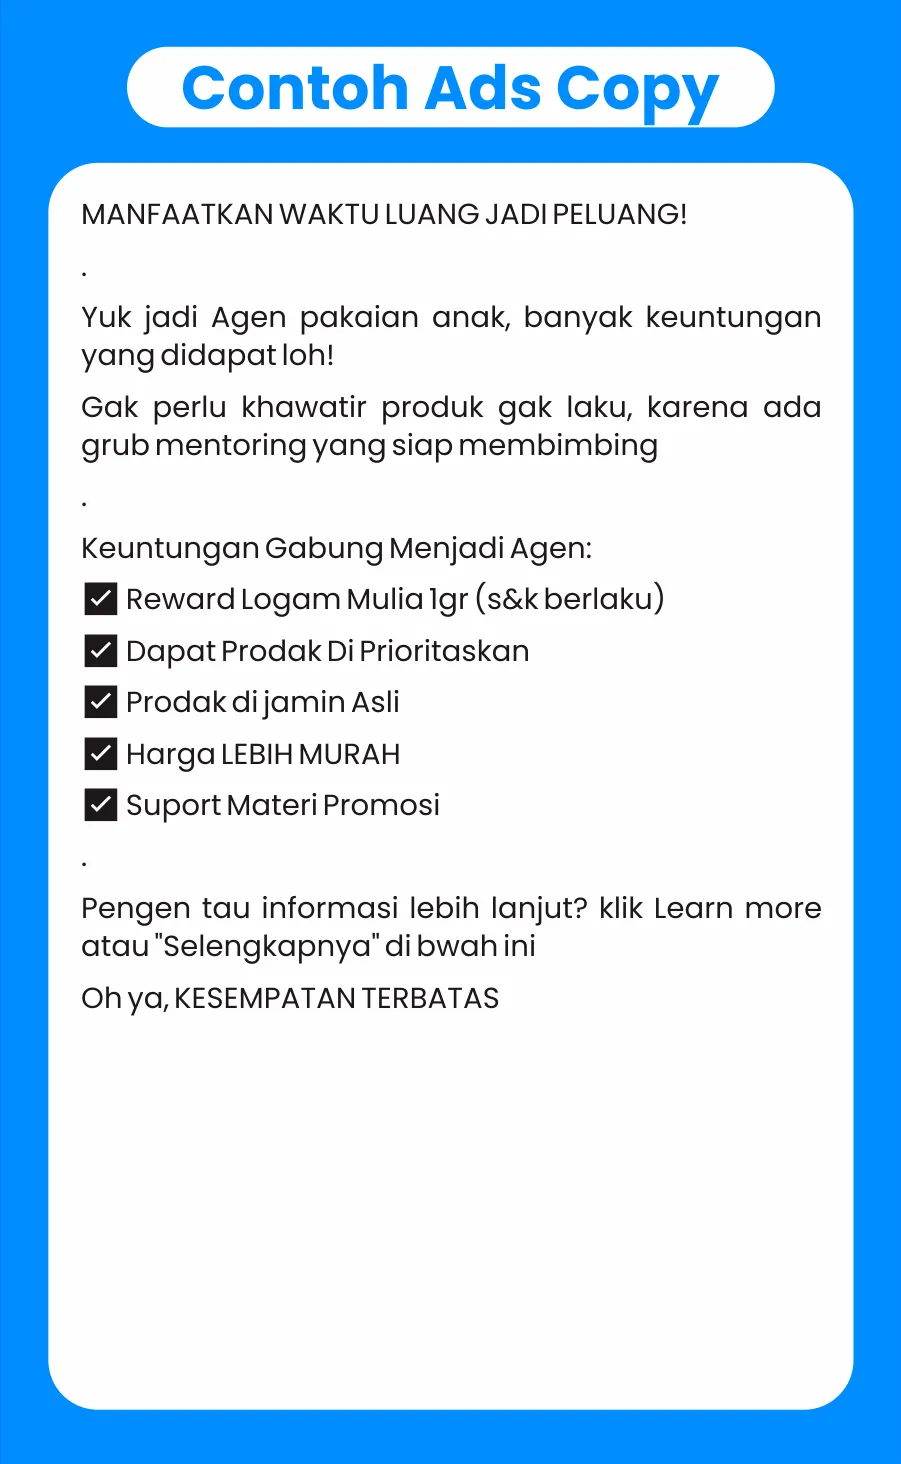 Contoh Ads Copy
MANFAATKAN WAKTU LUANG JADI PELUANG!
.
Yuk jadi Agen pakaian anak, banyak keuntungan
yang didapat loh!
Gak perlu khawatir produk gak laku, karena ada
grub mentoring yang siap membimbing
.
Keuntungan Gabung Menjadi Agen:
✅ Reward Logam Mulia 1gr (s&k berlaku)
✅ Dapat Prodak Di Prioritaskan
✅ Prodak di jamin Asli
✅ Harga LEBIH MURAH
✅ Suport Materi Promosi
.
Pengen tau informasi lebih lanjut? klik Learn more
atau "Selengkapnya" di bwah ini
Oh ya, KESEMPATAN TERBATAS